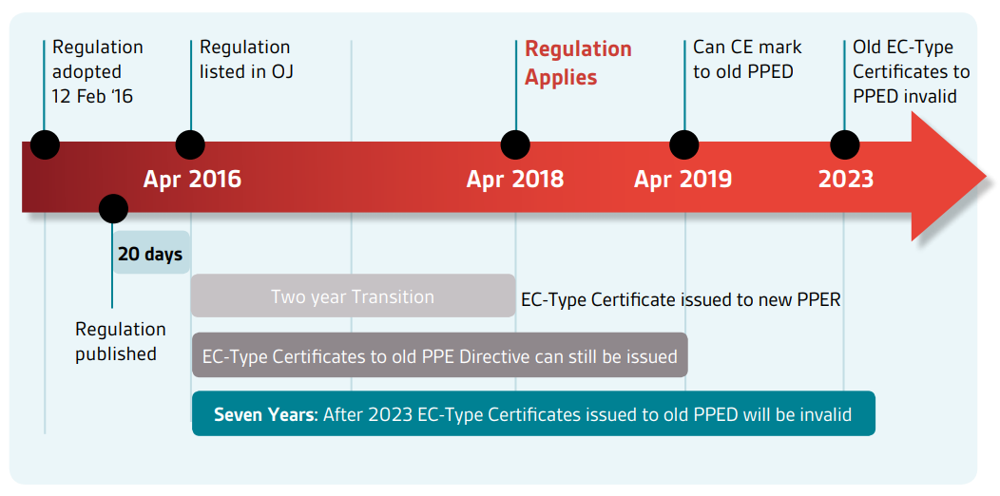 Regulation
adopted
12 Feb ‘16
Regulation
listed in OJ
Regulation
Applies
Can CE mark
to old PPED
Old EC-Type
Certificates to
PPED invalid
Apr 2016
Apr 2018
Apr 2019
2023
20 days
Regulation
published
Two year Transition
EC-Type Certificate issued to new PPER
EC-Type Certificates to old PPE Directive can still be issued
Seven Years: After 2023 EC-Type Certificates issued to old PPED will be invalid